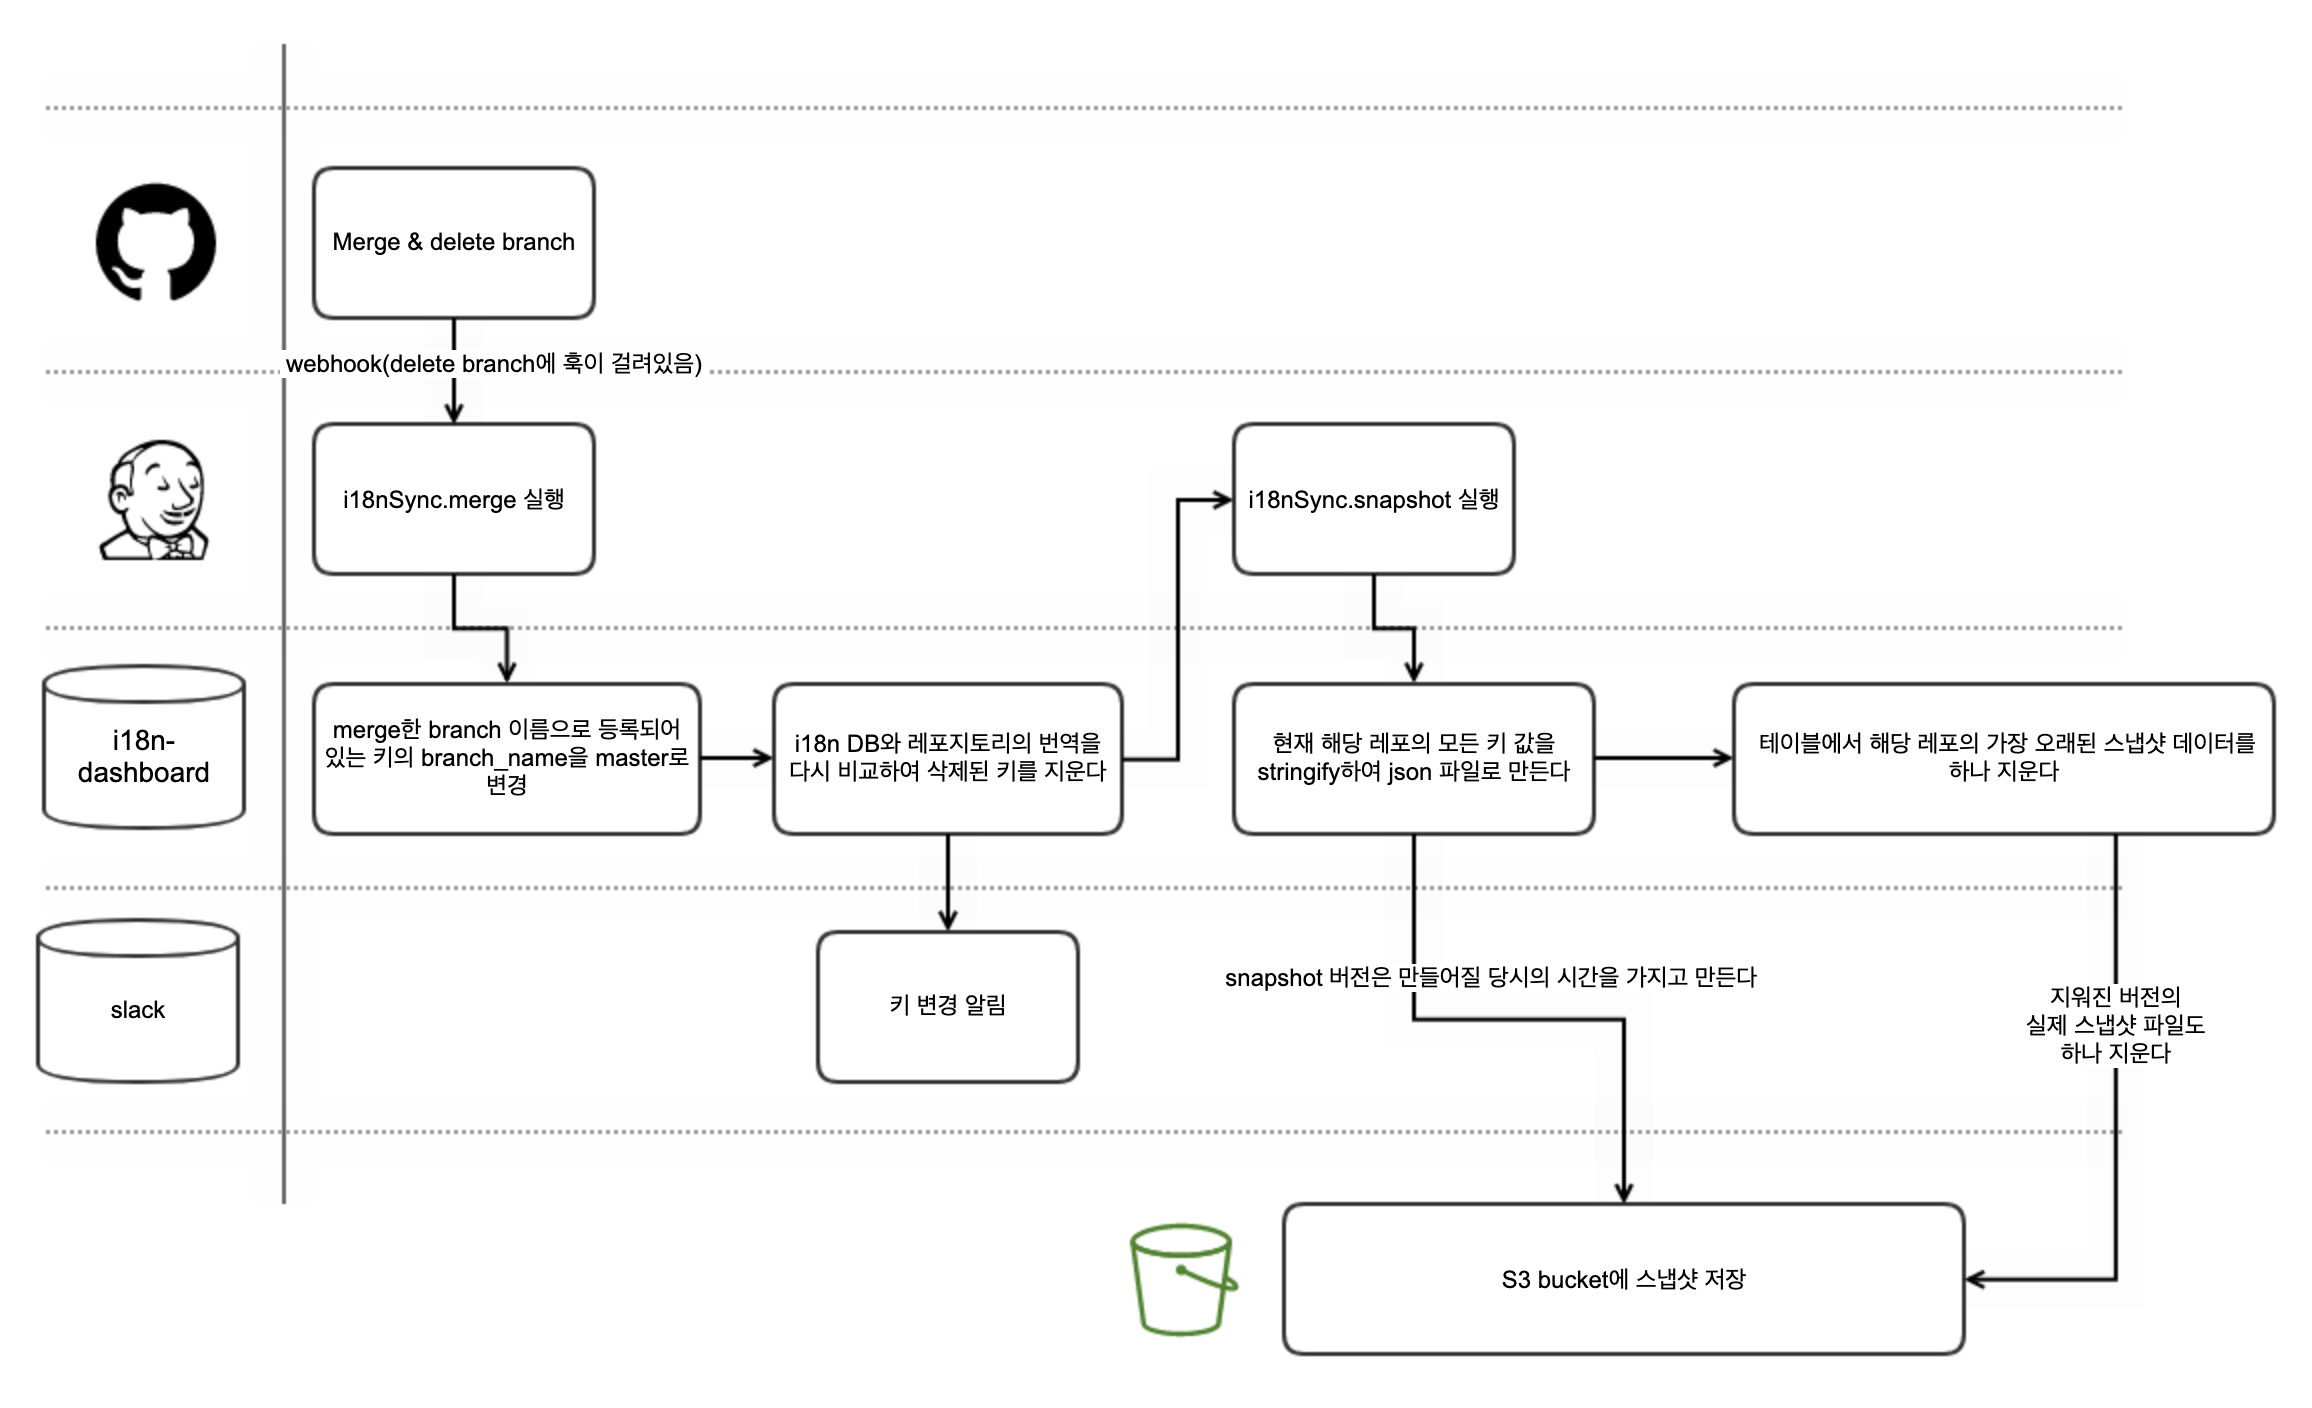 Merge & delete branch
webhook(delete branch에 훅이 걸려있음)
i18nSync.merge 실행
i18nSync.snapshot 실행
i18n-
dashboard
merge한 branch 이름으로 등록되어
있는 키의 branch_name을 master로
변경
i18n DB와 레포지토리의 번역을
다시 비교하여 삭제된 키를 지운다
현재 해당 레포의 모든 키 값을
stringify하여 json 파일로 만든다
테이블에서 해당 레포의 가장 오래된 스냅샷 데이터를
하나 지운다
slack
키 변경 알림
snapshot 버전은 만들어질 당시의 시간을 가지고 만든다
지워진 버전의
실제 스냅샷 파일도
하나 지운다
S3 bucket에 스냅샷 저장